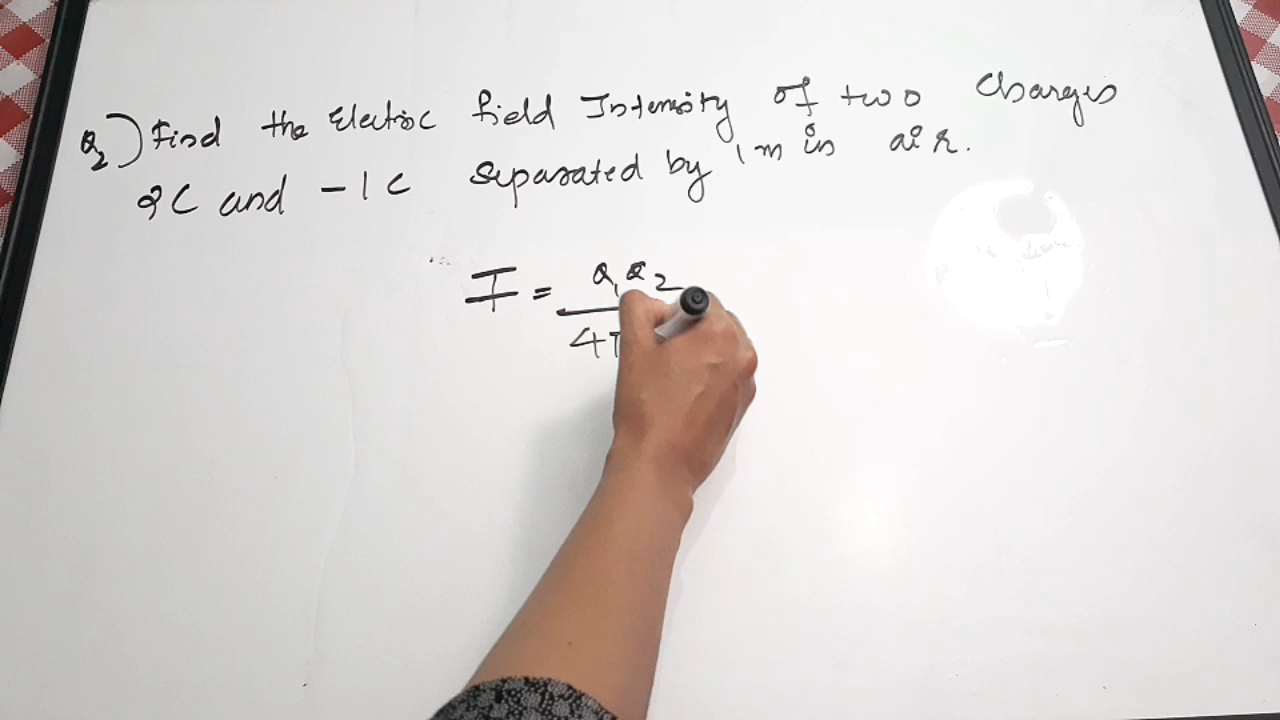 Q2) Find the Electric field Intensity of two charges
2C and -1C separated by 1m in air.
F = Q1Q2
4π